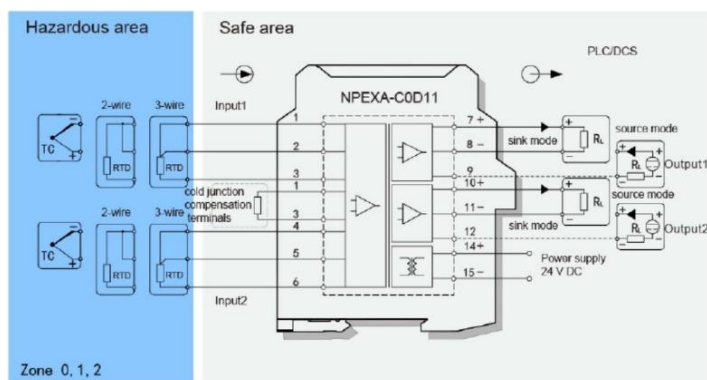 Hazardous area
Safe area
PLC/DCS
NPEXA-C0D11
2-wire
3-wire
Input1
TC
RTD
RTD
1
2
3
1
3
4
5
6
cold junction
compensation
terminals
2-wire
3-wire
TC
RTD
RTD
Input2
7 +
8 −
9
10+
11−
12
14+
15−
sink mode
RL
source mode
RL
Output1
sink mode
RL
source mode
RL
Output2
Power supply
24 V DC
Zone 0, 1, 2